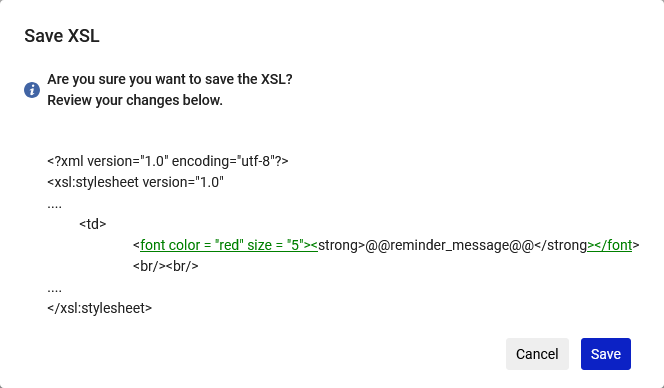 Save XSL
Are you sure you want to save the XSL?
Review your changes below.
<?xml version="1.0" encoding="utf-8"?>
<xsl:stylesheet version="1.0"
....
<td>
<font color = "red" size = "5"><strong>@@reminder_message@@</strong></font>
<br/><br/>
....
</xsl:stylesheet>
Cancel Save